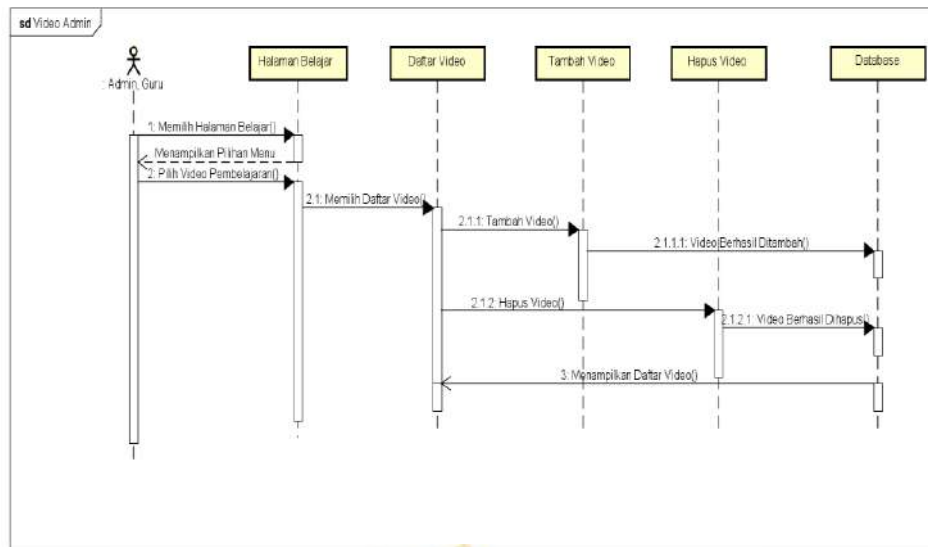 sd Video Admin
Halaman Belajar
Daftar Video
Tambah Video
Hapus Video
Database
: Admin_Guru
1: Memilih Halaman Belajar()
Menampilkan Pilihan Menu
2: Pilih Video Pembelajaran()
2.1: Memilih Daftar Video()
2.1.1: Tambah Video()
2.1.1.1: Video Berhasil Ditambah()
2.1.2: Hapus Video()
2.1.2.1: Video Berhasil Dihapus()
3: Menampilkan Daftar Video()